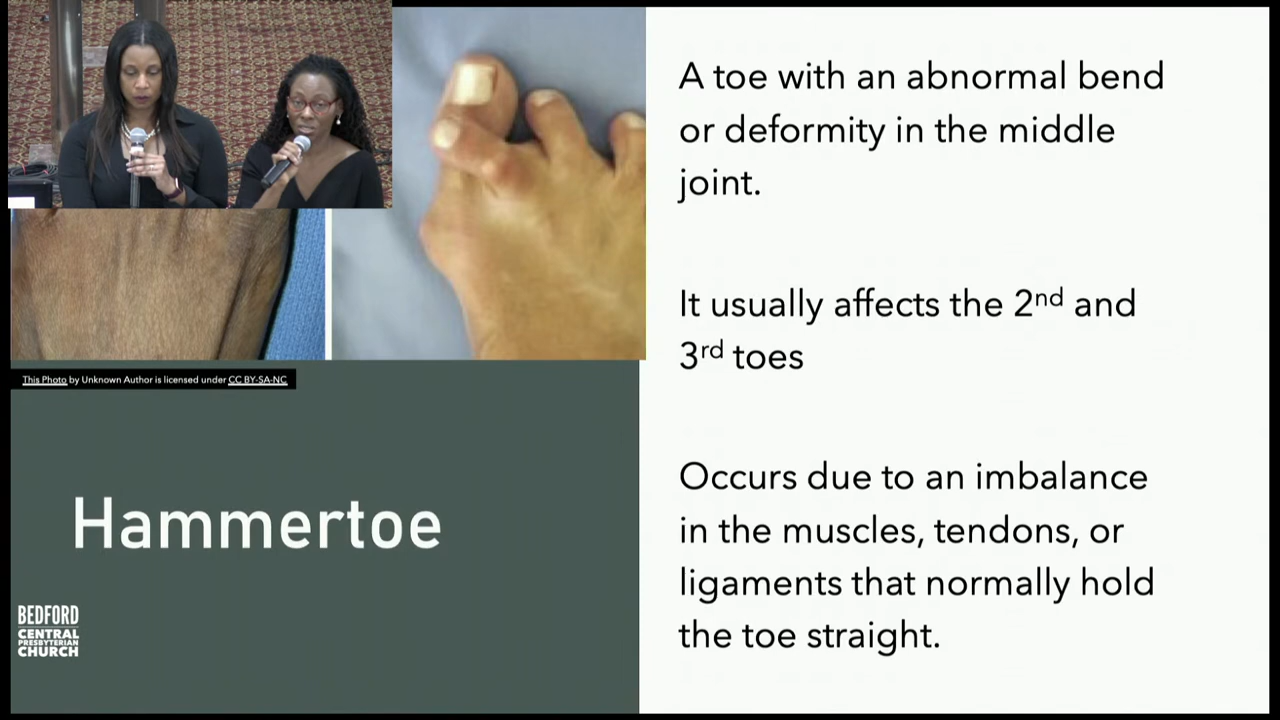 A toe with an abnormal bend
or deformity in the middle
joint.
It usually affects the 2nd and
3rd toes
Occurs due to an imbalance
in the muscles, tendons, or
ligaments that normally hold
the toe straight.
This Photo by Unknown Author is licensed under CC BY-SA-NC
Hammertoe
BEDFORD
CENTRAL
PRESBYTERIAN
CHURCH